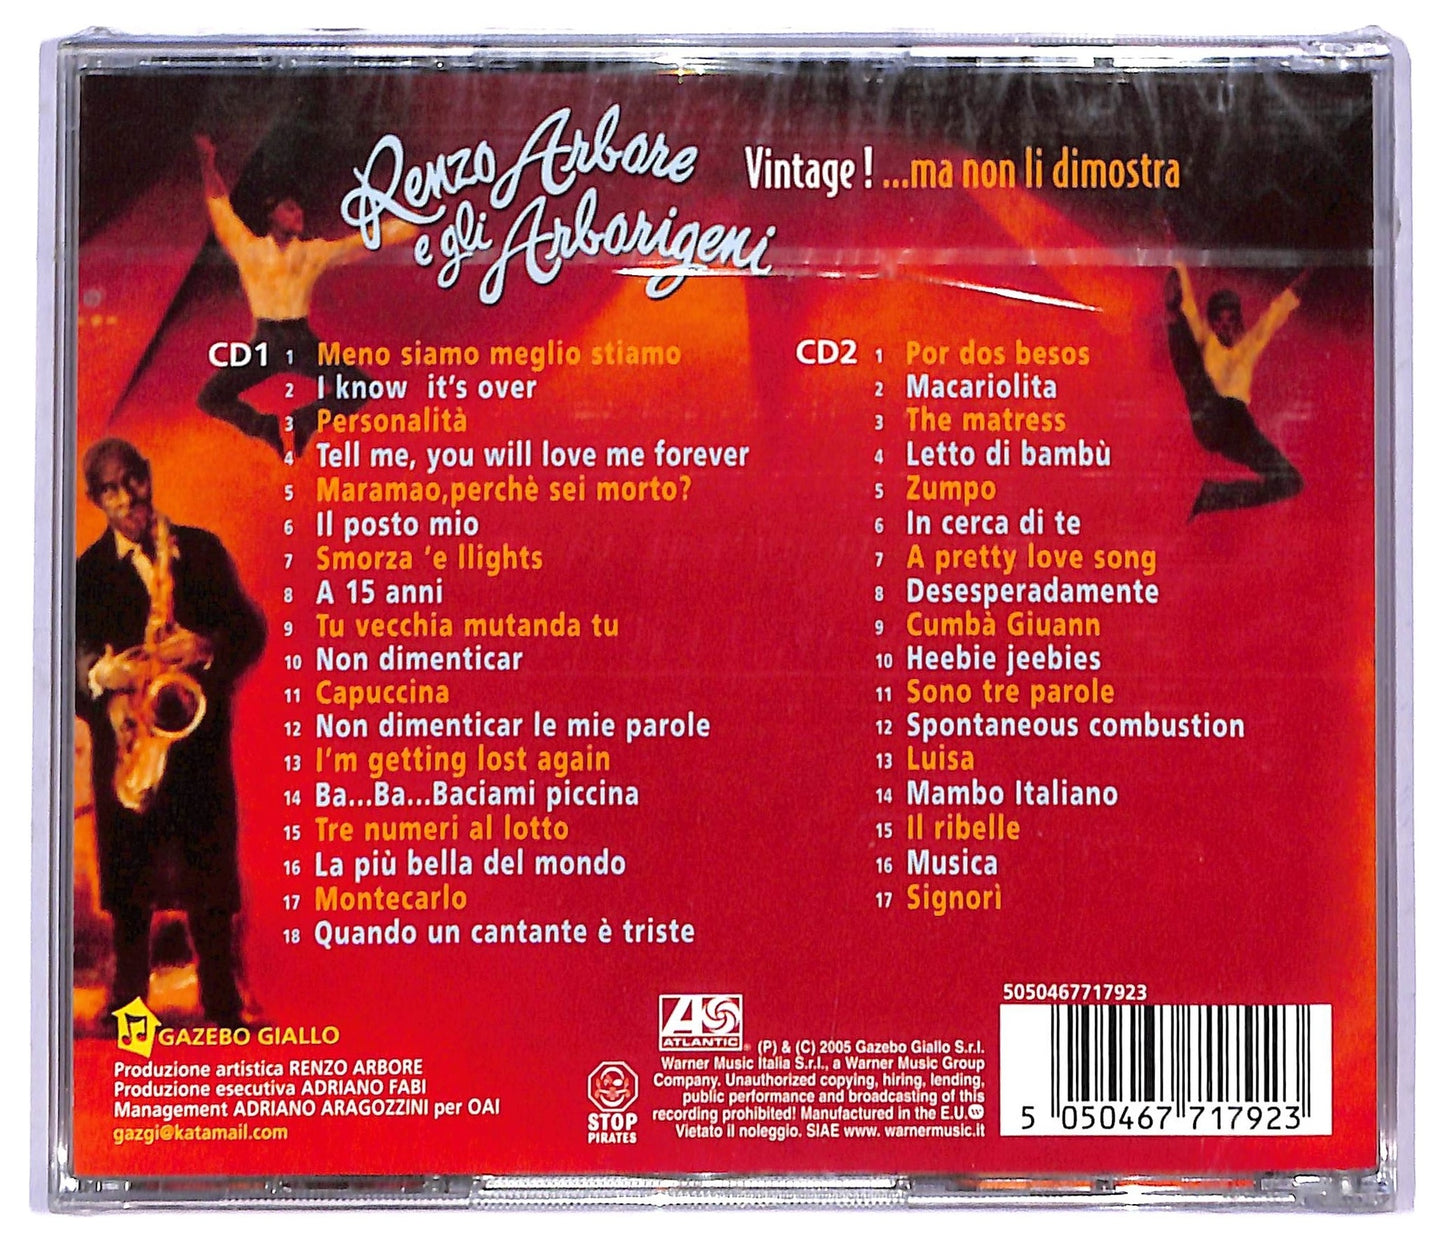 Renzo Arbore
e gli Arborigeni
Vintage ! ...ma non li dimostra
CD1
1 Meno siamo meglio stiamo
2 I know it's over
3 Personalità
4 Tell me, you will love me forever
5 Maramao,perchè sei morto?
6 Il posto mio
7 Smorza 'e llights
8 A 15 anni
9 Tu vecchia mutanda tu
10 Non dimenticar
11 Capuccina
12 Non dimenticar le mie parole
13 I'm getting lost again
14 Ba...Ba...Baciami piccina
15 Tre numeri al lotto
16 La più bella del mondo
17 Montecarlo
18 Quando un cantante è triste
CD2
1 Por dos besos
2 Macariolita
3 The matress
4 Letto di bambù
5 Zumpo
6 In cerca di te
7 A pretty love song
8 Desesperadamente
9 Cumbà Giuann
10 Heebie jeebies
11 Sono tre parole
12 Spontaneous combustion
13 Luisa
14 Mambo Italiano
15 Il ribelle
16 Musica
17 Signorì
GAZEBO GIALLO
Produzione artistica RENZO ARBORE
Produzione esecutiva ADRIANO FABI
Management ADRIANO ARAGOZZINI per OAI
gazgi@katamail.com
STOP
PIRATES
ATLANTIC
(P) & (C) 2005 Gazebo Giallo S.r.l.
Warner Music Italia S.r.l., a Warner Music Group
Company. Unauthorized copying, hiring, lending,
public performance and broadcasting of this
recording prohibited! Manufactured in the E.U.
Vietato il noleggio. SIAE www. warnermusic.it
5050467717923
5 050467 717923